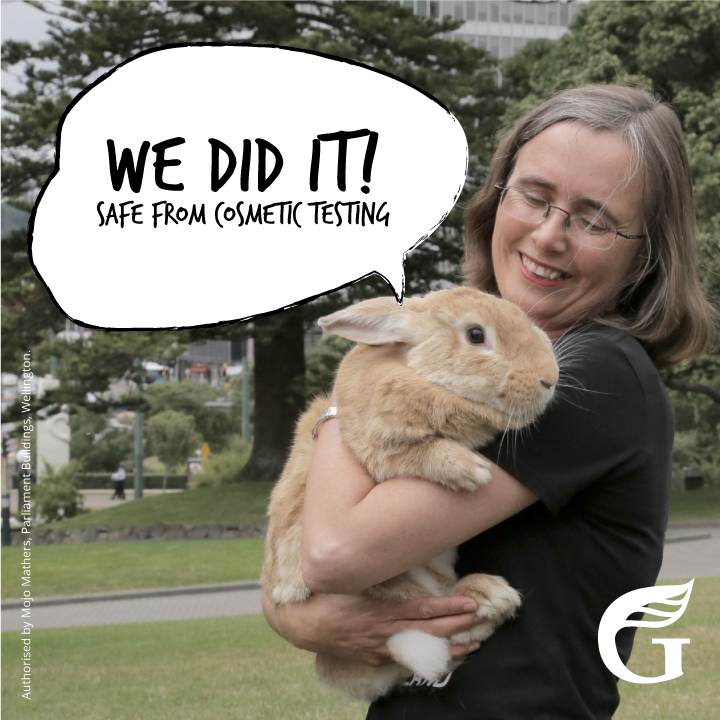 WE DID IT!
SAFE FROM COSMETIC TESTING
Authorised by Mojo Mathers, Parliament Buildings, Wellington.
G